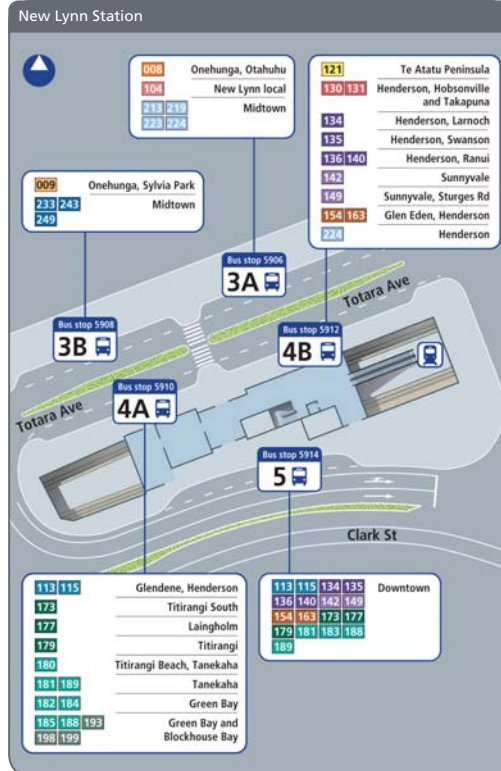 New Lynn Station
008 Onehunga, Otahuhu
104 New Lynn local
213 219 Midtown
223 224
121 Te Atatu Peninsula
130 131 Henderson, Hobsonville
and Takapuna
134 Henderson, Larnoch
135 Henderson, Swanson
136 140 Henderson, Ranui
142 Sunnyvale
149 Sunnyvale, Sturges Rd
154 163 Glen Eden, Henderson
224 Henderson
009 Onehunga, Sylvia Park
233 243 Midtown
249
Bus stop 5906
3A
Totara Ave
Bus stop 5908
3B
Bus stop 5912
4B
Totara Ave
Bus stop 5910
4A
Bus stop 5914
5
Clark St
113 115 Glendene, Henderson
173 Titirangi South
177 Laingholm
179 Titirangi
180 Titirangi Beach, Tanekaha
181 189 Tanekaha
182 184 Green Bay
185 188 193 Green Bay and
198 199 Blockhouse Bay
113 115 134 135 Downtown
136 140 142 149
154 163 173 177
179 181 183 188
189